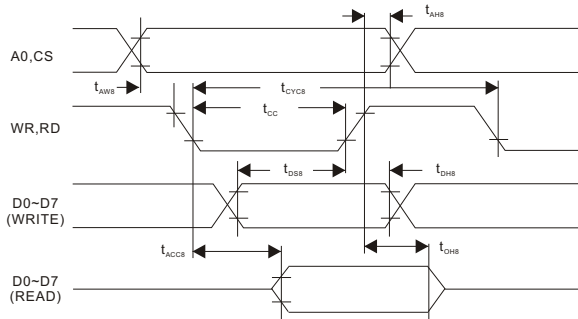 tAH8
A0,CS
tAW8
tCYC8
tCC
WR,RD
tDS8
tDH8
D0~D7
(WRITE)
tACC8
tOH8
D0~D7
(READ)